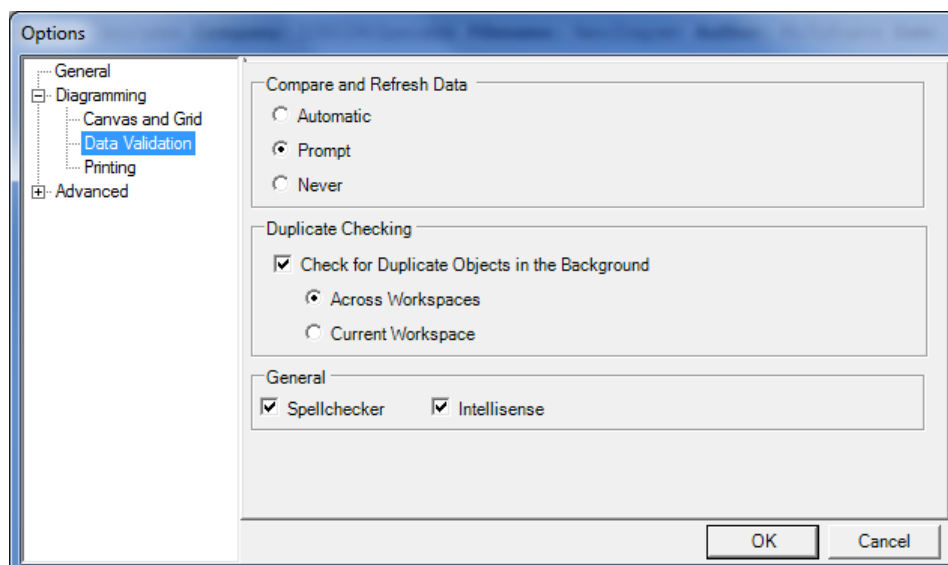 Options
General
Diagramming
Canvas and Grid
Data Validation
Printing
Advanced
Compare and Refresh Data
Automatic
Prompt
Never
Duplicate Checking
Check for Duplicate Objects in the Background
Across Workspaces
Current Workspace
General
Spellchecker Intellisense
OK Cancel